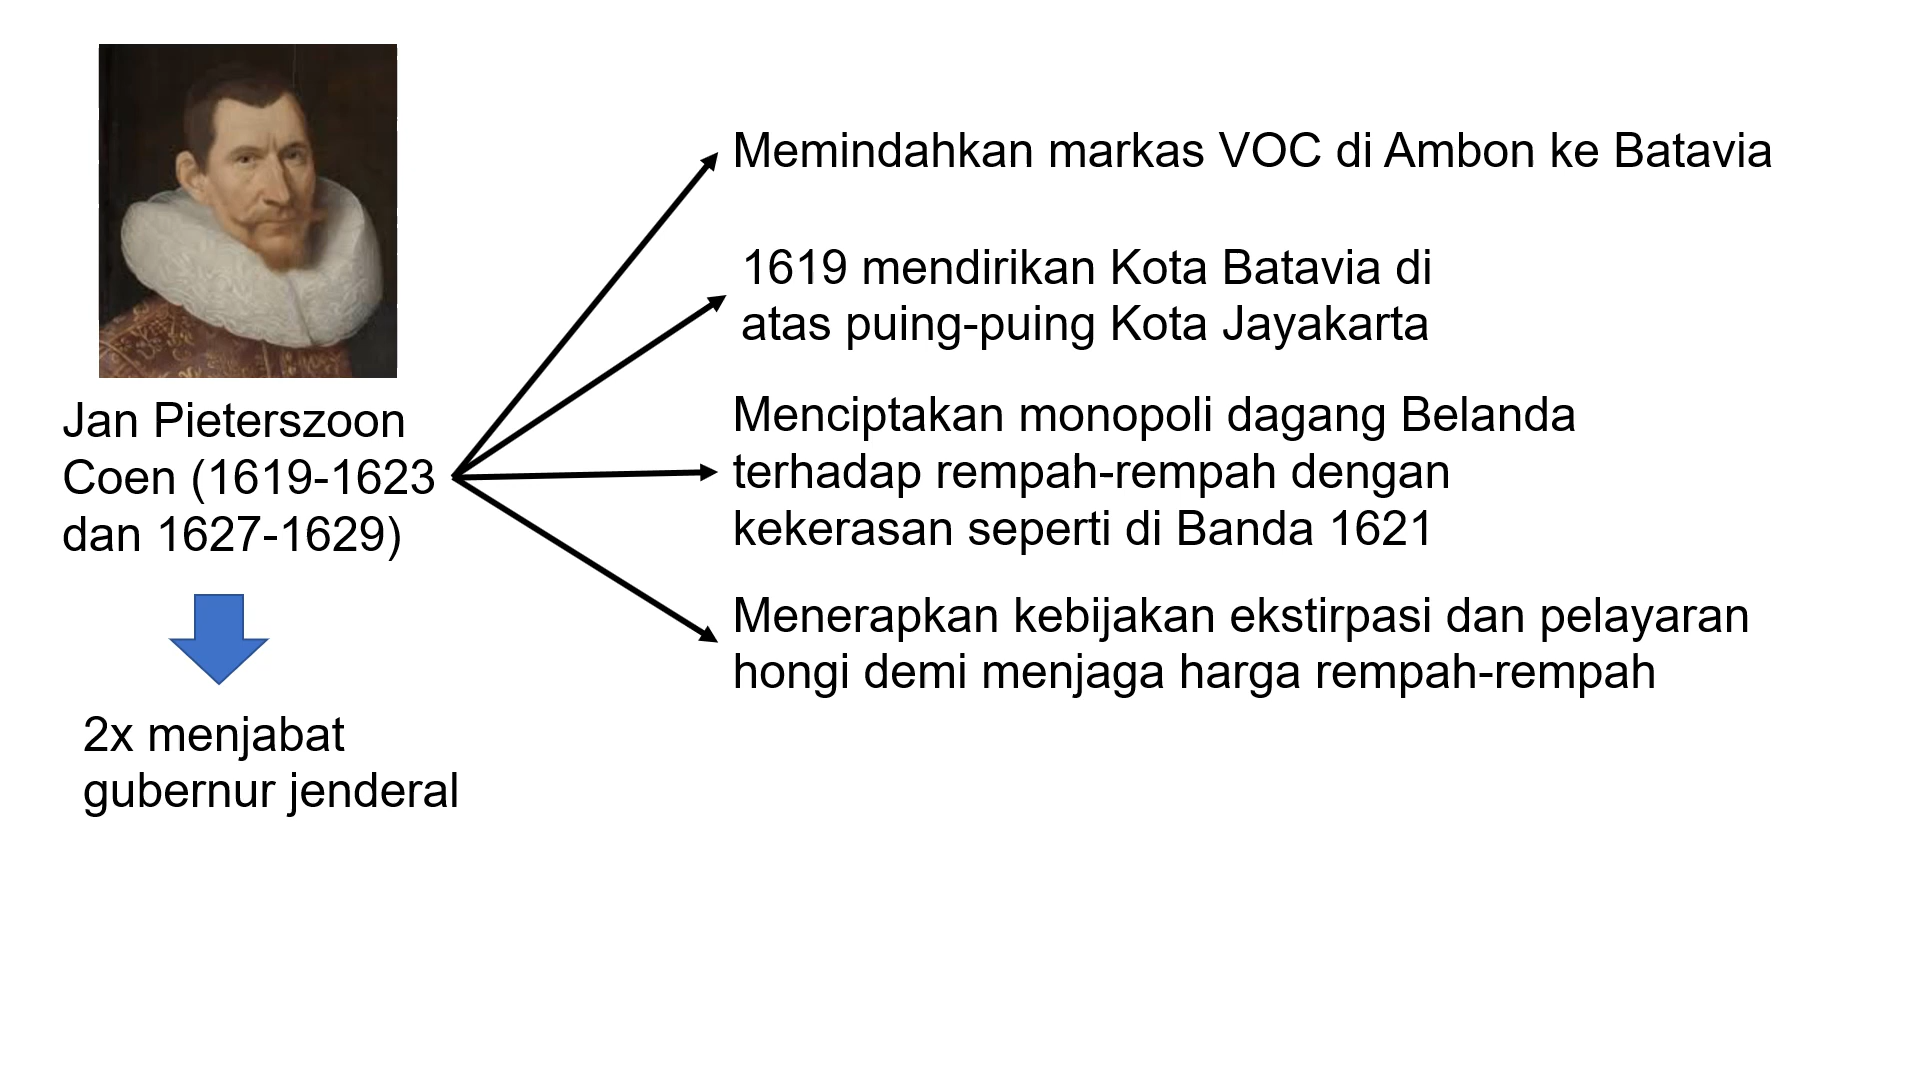 Jan Pieterszoon
Coen (1619-1623
dan 1627-1629)
2x menjabat
gubernur jenderal
Memindahkan markas VOC di Ambon ke Batavia
1619 mendirikan Kota Batavia di
atas puing-puing Kota Jayakarta
Menciptakan monopoli dagang Belanda
terhadap rempah-rempah dengan
kekerasan seperti di Banda 1621
Menerapkan kebijakan ekstirpasi dan pelayaran
hongi demi menjaga harga rempah-rempah